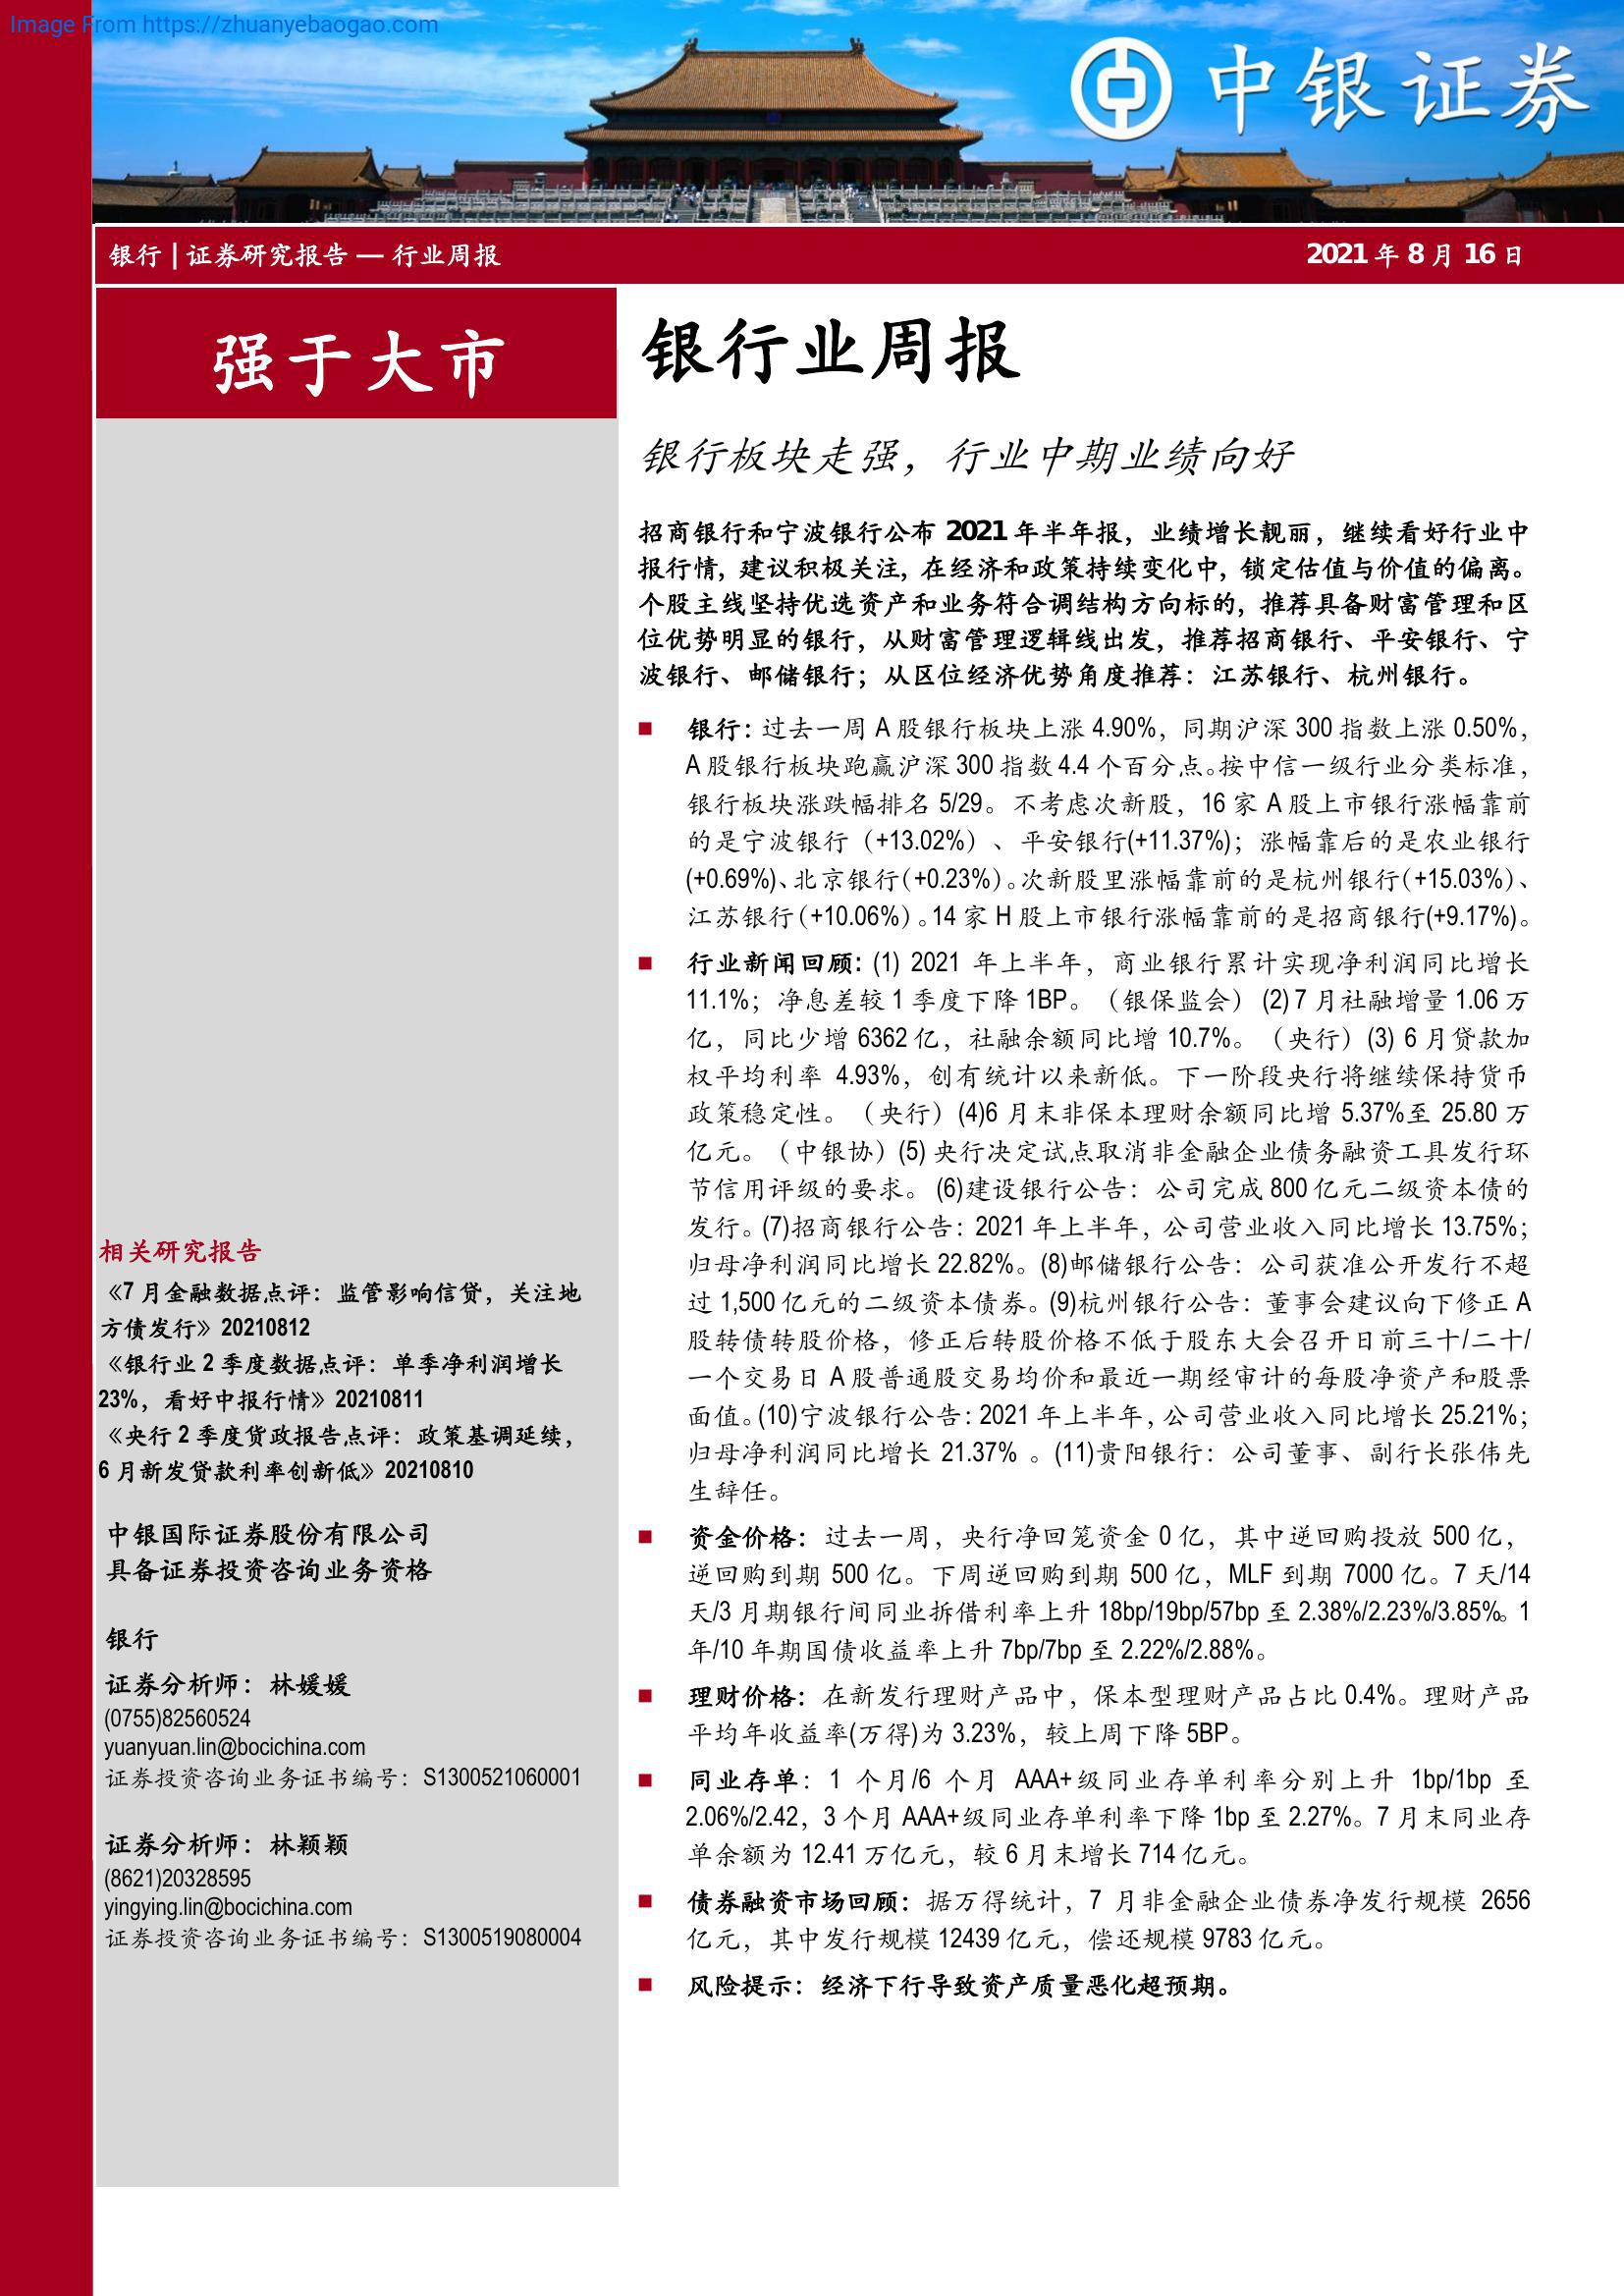 Image From https://zhuanyebaogao.com
中银证券
银行 | 证券研究报告 — 行业周报
2021 年 8 月 16 日
强于大市
相关研究报告
《7 月金融数据点评：监管影响信贷，关注地
方债发行》20210812
《银行业 2 季度数据点评：单季净利润增长
23%，看好中报行情》20210811
《央行 2 季度货政报告点评：政策基调延续，
6 月新发贷款利率创新低》20210810
中银国际证券股份有限公司
具备证券投资咨询业务资格
银行
证券分析师：林媛媛
(0755)82560524
yuanyuan.lin@bocichina.com
证券投资咨询业务证书编号：S1300521060001
证券分析师：林颖颖
(8621)20328595
yingying.lin@bocichina.com
证券投资咨询业务证书编号：S1300519080004
银行业周报
银行板块走强，行业中期业绩向好
招商银行和宁波银行公布 2021 年半年报，业绩增长靓丽，继续看好行业中
报行情，建议积极关注，在经济和政策持续变化中，锁定估值与价值的偏离。
个股主线坚持优选资产和业务符合调结构方向标的，推荐具备财富管理和区
位优势明显的银行，从财富管理逻辑线出发，推荐招商银行、平安银行、宁
波银行、邮储银行；从区位经济优势角度推荐：江苏银行、杭州银行。
■ 银行：过去一周 A 股银行板块上涨 4.90%，同期沪深 300 指数上涨 0.50%，
A 股银行板块跑赢沪深 300 指数 4.4 个百分点。按中信一级行业分类标准，
银行板块涨跌幅排名 5/29。不考虑次新股，16 家 A 股上市银行涨幅靠前
的是宁波银行（+13.02%）、平安银行(+11.37%)；涨幅靠后的是农业银行
(+0.69%)、北京银行（+0.23%）。次新股里涨幅靠前的是杭州银行（+15.03%）、
江苏银行（+10.06%）。14 家 H 股上市银行涨幅靠前的是招商银行(+9.17%)。
■ 行业新闻回顾：(1) 2021 年上半年，商业银行累计实现净利润同比增长
11.1%；净息差较 1 季度下降 1BP。（银保监会） (2) 7 月社融增量 1.06 万
亿，同比少增 6362 亿，社融余额同比增 10.7%。（央行）(3) 6 月贷款加
权平均利率 4.93%，创有统计以来新低。下一阶段央行将继续保持货币
政策稳定性。（央行）(4)6 月末非保本理财余额同比增 5.37%至 25.80 万
亿元。（中银协）(5) 央行决定试点取消非金融企业债务融资工具发行环
节信用评级的要求。 (6)建设银行公告：公司完成 800 亿元二级资本债的
发行。(7)招商银行公告：2021 年上半年，公司营业收入同比增长 13.75%；
归母净利润同比增长 22.82%。(8)邮储银行公告：公司获准公开发行不超
过 1,500 亿元的二级资本债券。(9)杭州银行公告：董事会建议向下修正 A
股转债转股价格，修正后转股价格不低于股东大会召开日前三十/二十/
一个交易日 A 股普通股交易均价和最近一期经审计的每股净资产和股票
面值。(10)宁波银行公告：2021 年上半年，公司营业收入同比增长 25.21%；
归母净利润同比增长 21.37% 。(11)贵阳银行：公司董事、副行长张伟先
生辞任。
■ 资金价格：过去一周，央行净回笼资金 0 亿，其中逆回购投放 500 亿，
逆回购到期 500 亿。下周逆回购到期 500 亿，MLF 到期 7000 亿。7 天/14
天/3 月期银行间同业拆借利率上升 18bp/19bp/57bp 至 2.38%/2.23%/3.85%。1
年/10 年期国债收益率上升 7bp/7bp 至 2.22%/2.88%。
■ 理财价格：在新发行理财产品中，保本型理财产品占比 0.4%。理财产品
平均年收益率(万得)为 3.23%，较上周下降 5BP。
■ 同业存单：1 个月/6 个月 AAA+级同业存单利率分别上升 1bp/1bp 至
2.06%/2.42，3 个月 AAA+级同业存单利率下降 1bp 至 2.27%。7 月末同业存
单余额为 12.41 万亿元，较 6 月末增长 714 亿元。
■ 债券融资市场回顾：据万得统计，7 月非金融企业债券净发行规模 2656
亿元，其中发行规模 12439 亿元，偿还规模 9783 亿元。
■ 风险提示：经济下行导致资产质量恶化超预期。